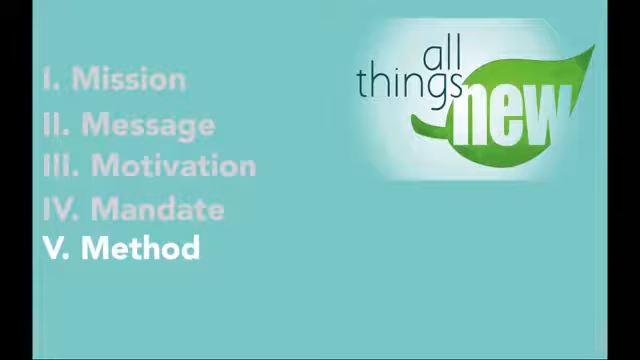 I. Mission
II. Message
III. Motivation
IV. Mandate
V. Method
all
things
new